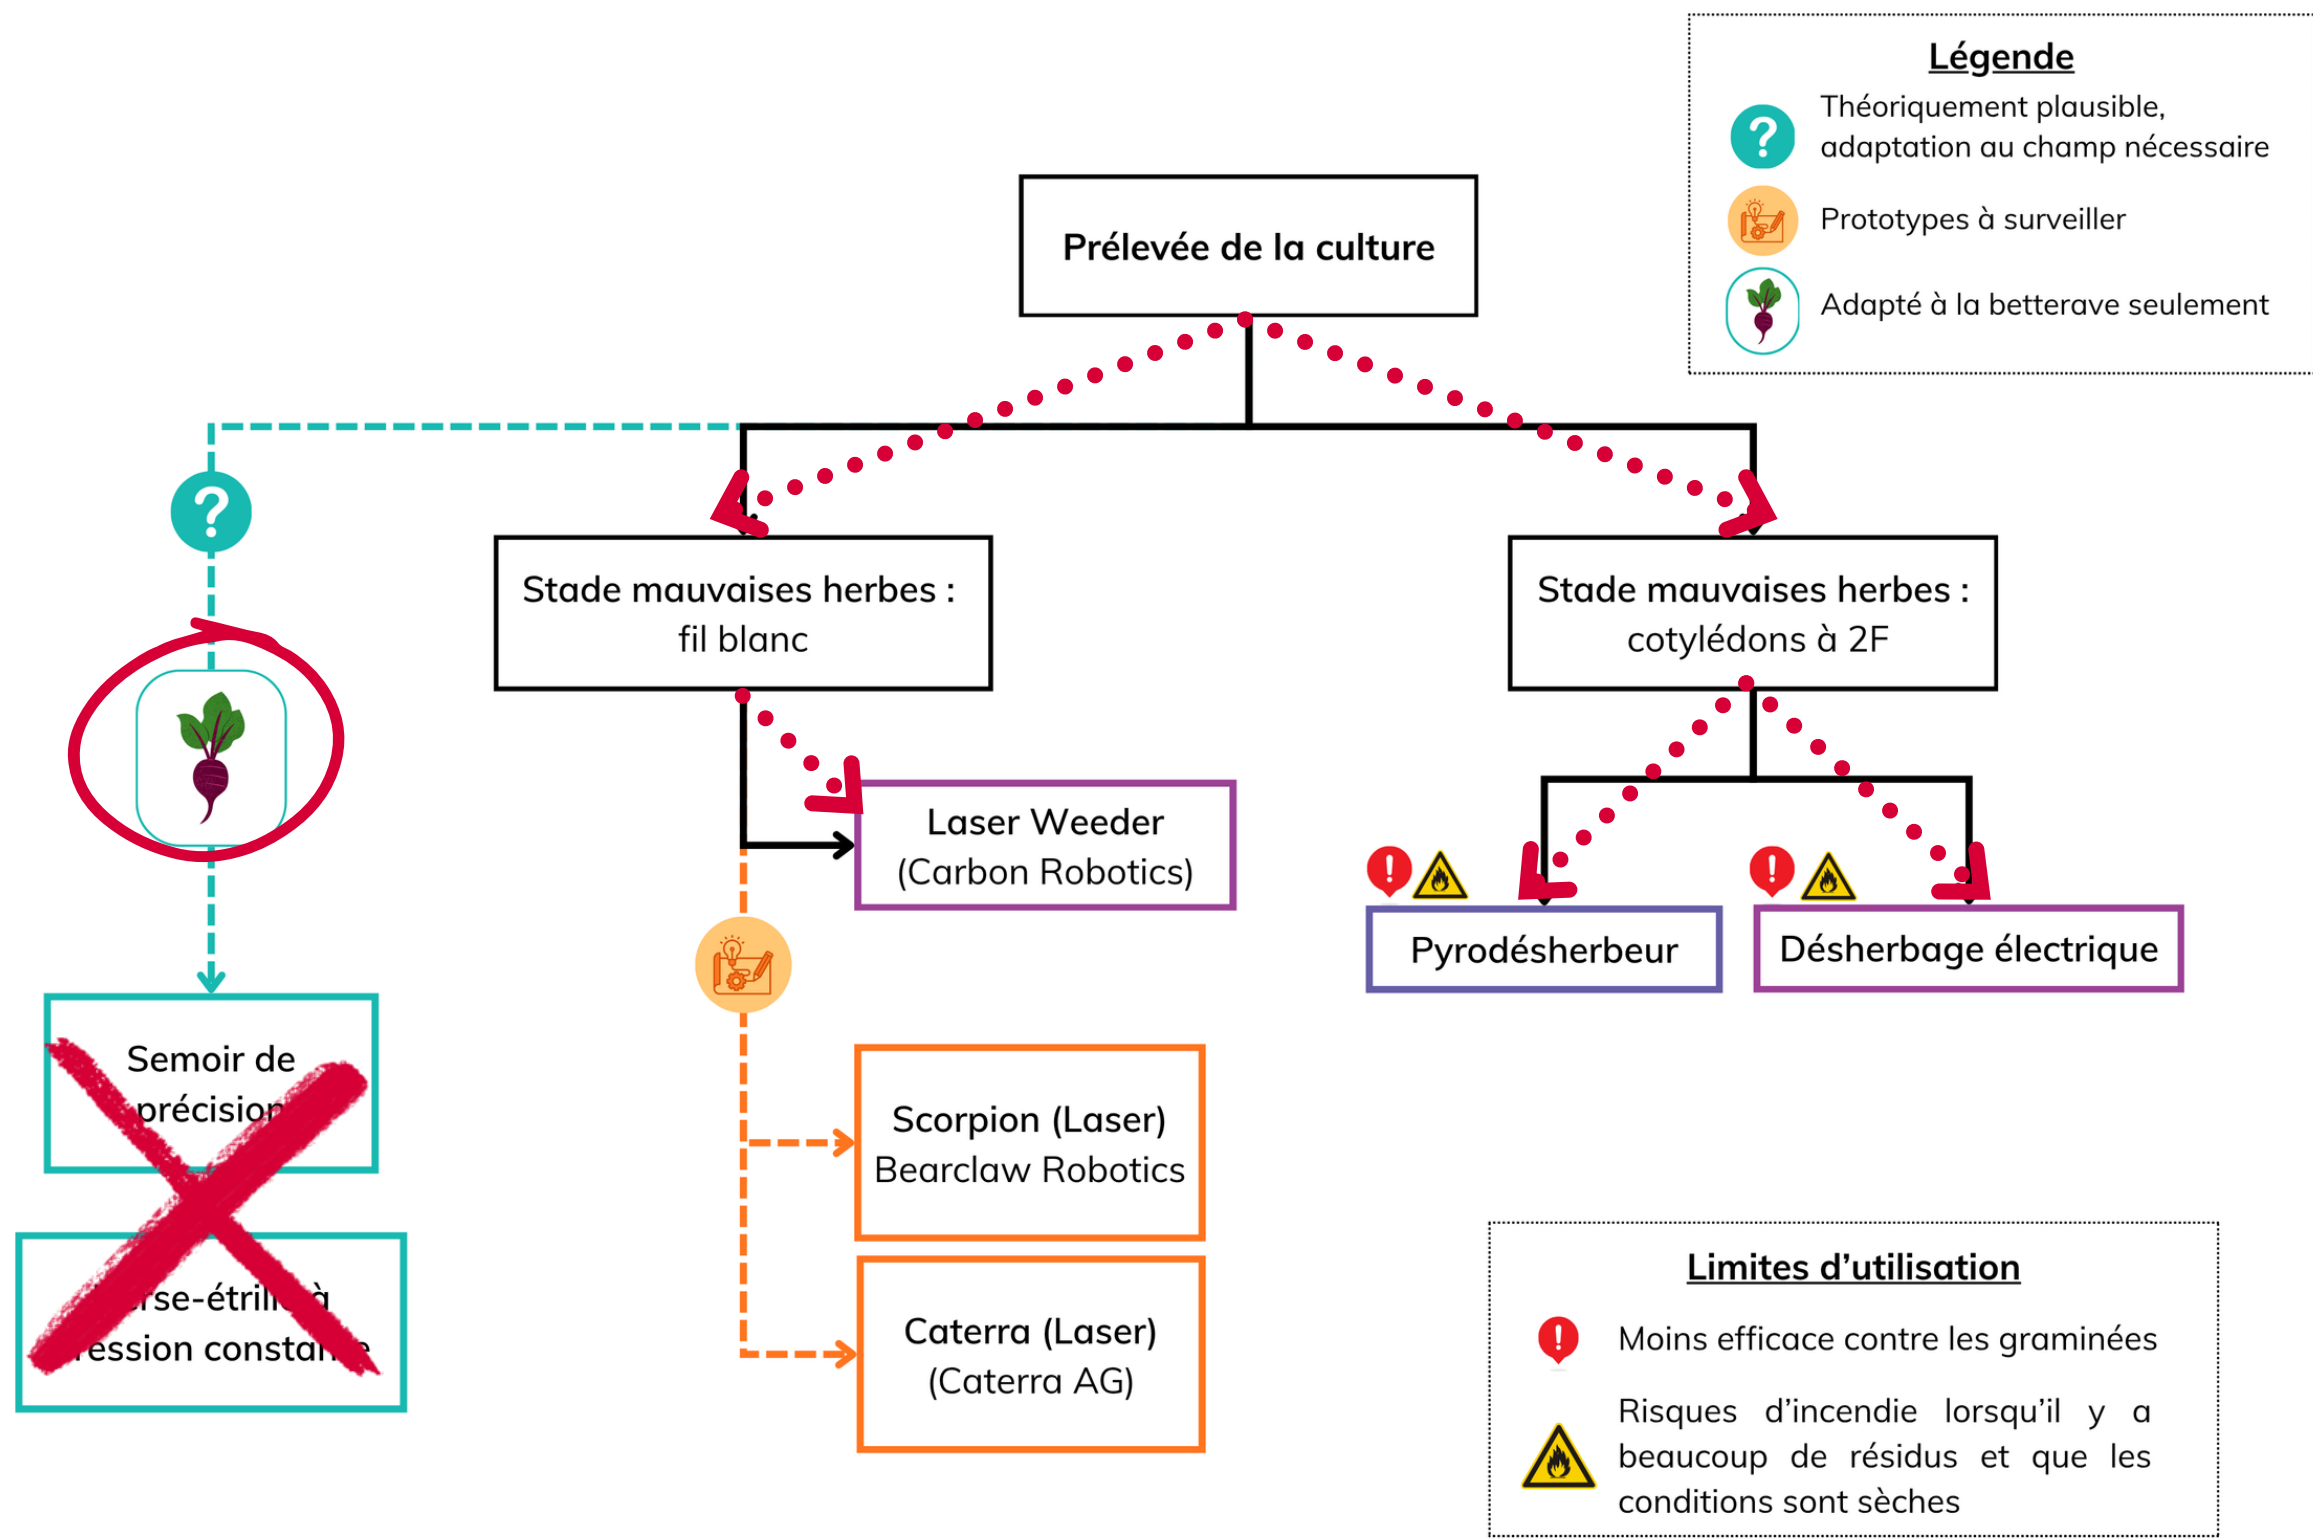 Légende
Théoriquement plausible,
adaptation au champ nécessaire
Prototypes à surveiller
Adapté à la betterave seulement
Prélevée de la culture
Stade mauvaises herbes :
fil blanc
Stade mauvaises herbes :
cotylédons à 2F
Laser Weeder
(Carbon Robotics)
Pyrodésherbeur
Désherbage électrique
Semoir de
précision
à
constante
Scorpion (Laser)
Bearclaw Robotics
Caterra (Laser)
(Caterra AG)
Limites d’utilisation
Moins efficace contre les graminées
Risques d’incendie lorsqu’il y a
beaucoup de résidus et que les
conditions sont sèches